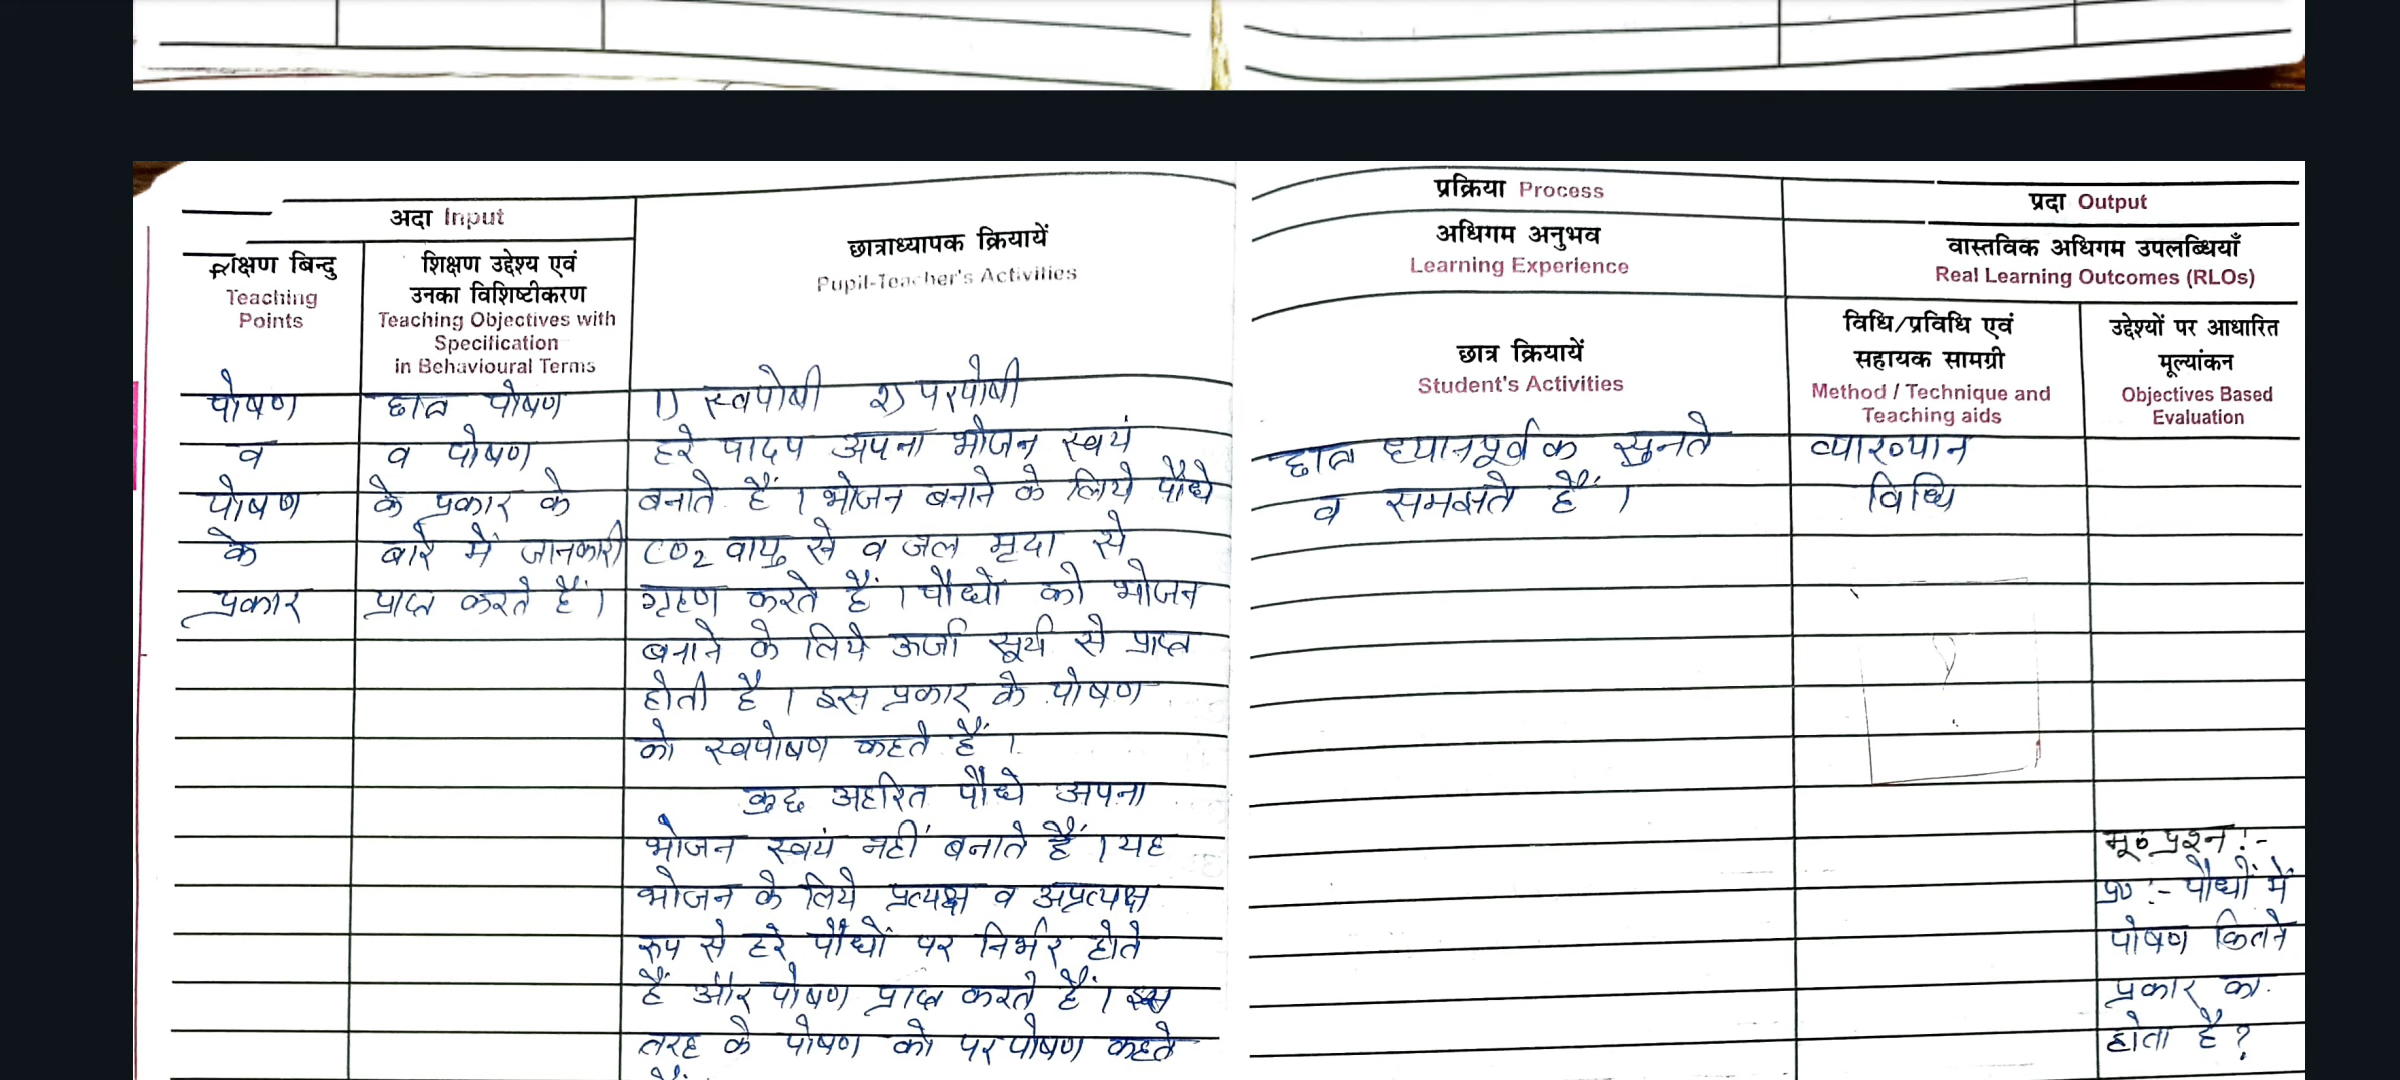 अदा Input
शिक्षण बिन्दु
Teaching
Points
शिक्षण उद्देश्य एवं
उनका विशिष्टीकरण
Teaching Objectives with
Specification
in Behavioural Terms
छात्राध्यापक क्रियायें
Pupil-Teacher's Activities
पोषण
व
पोषण
के
प्रकार
छात्र पोषण
व पोषण
के प्रकार के
बारे में जानकारी
प्राप्त करते हैं।
1) स्वपोषी 2) परपोषी
हरे पादप अपना भोजन स्वयं
बनाते हैं। भोजन बनाने के लिये पौधे
CO2 वायु से व जल मृदा से
ग्रहण करते हैं। पौधों को भोजन
बनाने के लिये ऊर्जा सूर्य से प्राप्त
होती है। इस प्रकार के पोषण
को स्वपोषण कहते हैं।
कुछ अहरित पौधे अपना
भोजन स्वयं नहीं बनाते हैं। यह
भोजन के लिये प्रत्यक्ष व अप्रत्यक्ष
रूप से हरे पौधों पर निर्भर होते
हैं और पोषण प्राप्त करते हैं। इस
तरह के पोषण को परपोषण कहते
प्रक्रिया Process
अधिगम अनुभव
Learning Experience
छात्र क्रियायें
Student's Activities
छात्र ध्यानपूर्वक सुनते
व समझते हैं।
प्रदा Output
वास्तविक अधिगम उपलब्धियाँ
Real Learning Outcomes (RLOs)
विधि/प्रविधि एवं
सहायक सामग्री
Method / Technique and
Teaching aids
व्याख्यान
विधि
उद्देश्यों पर आधारित
मूल्यांकन
Objectives Based
Evaluation
मू० प्रश्न :-
प्र० :- पौधों में
पोषण कितने
प्रकार का
होता है?